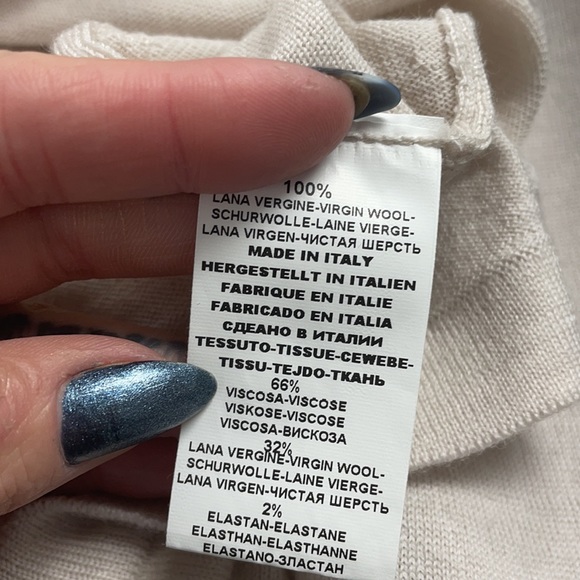 100%
LANA VERGINE-VIRGIN WOOL-
SCHURWOLLE-LAINE VIERGE-
LANA VIRGEN-ЧИСТАЯ ШЕРСТЬ
MADE IN ITALY
HERGESTELLT IN ITALIEN
FABRIQUE EN ITALIE
FABRICADO EN ITALIA
СДЕАНО В ИТАЛИИ
TESSUTO-TISSUE-CEWEBE-
TISSU-TEJDO-ТКАНЬ
66%
VISCOSA-VISCOSE
VISKOSE-VISCOSE
VISCOSA-ВИСКОЗА
32%
LANA VERGINE-VIRGIN WOOL-
SCHURWOLLE-LAINE VIERGE-
LANA VIRGEN-ЧИСТАЯ ШЕРСТЬ
2%
ELASTAN-ELASTANE
ELASTHAN-ELASTHANNE
ELASTANO-ЭЛАСТАН